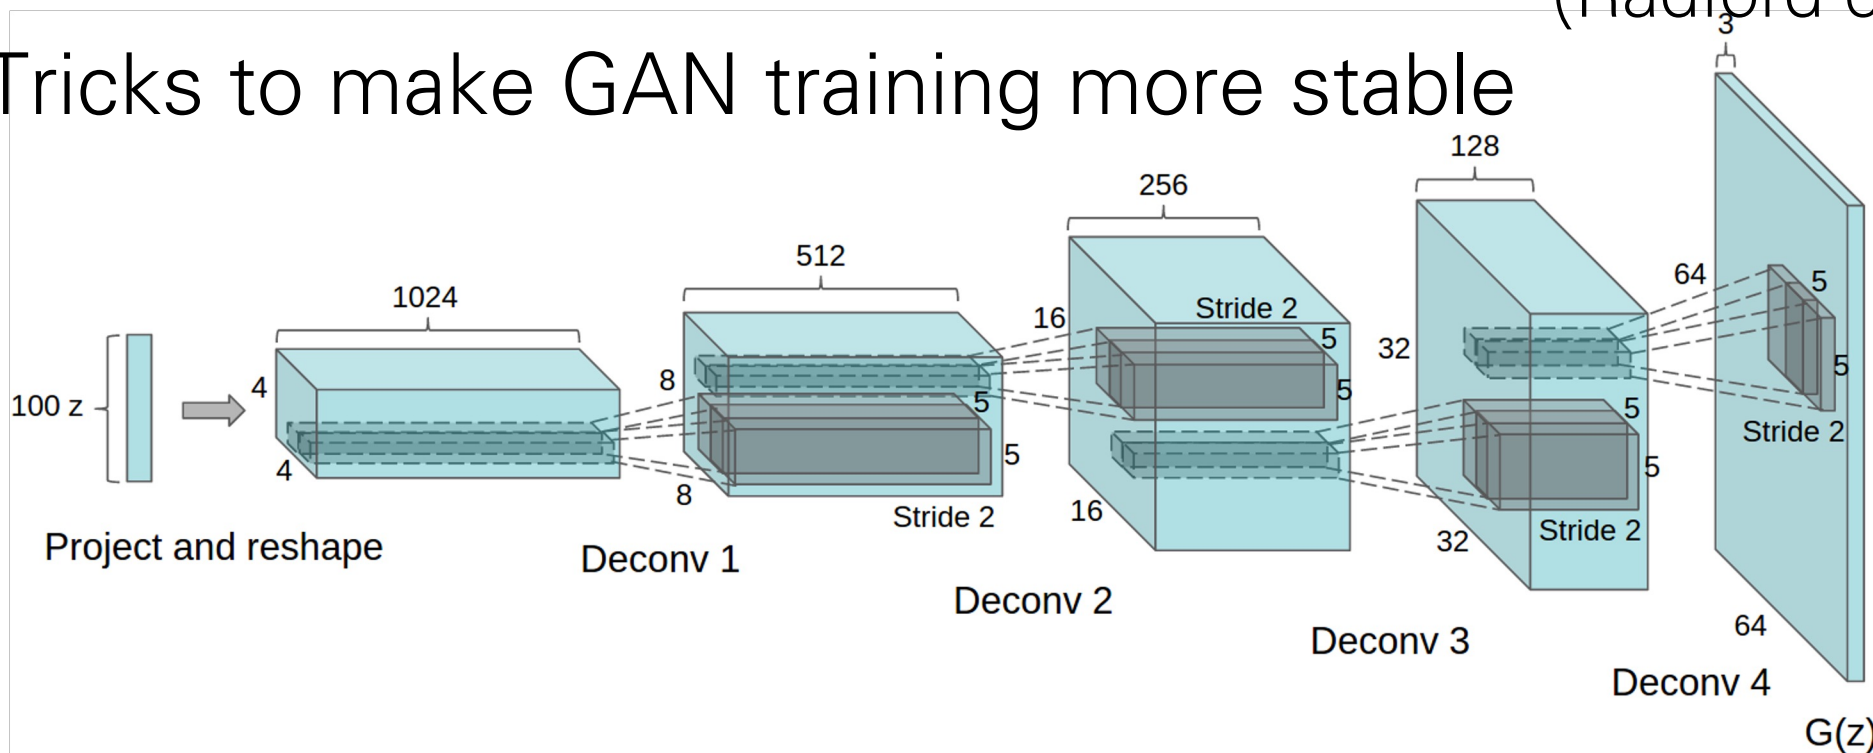 (Radford
Tricks to make GAN training more stable
3
128
256
512
1024
64
5
5
Stride 2
16
Stride 2
5
5
32
8
5
5
4
100 z
4
8
Stride 2
16
5
5
Stride 2
32
64
Project and reshape
Deconv 1
Deconv 2
Deconv 3
Deconv 4
G(z)